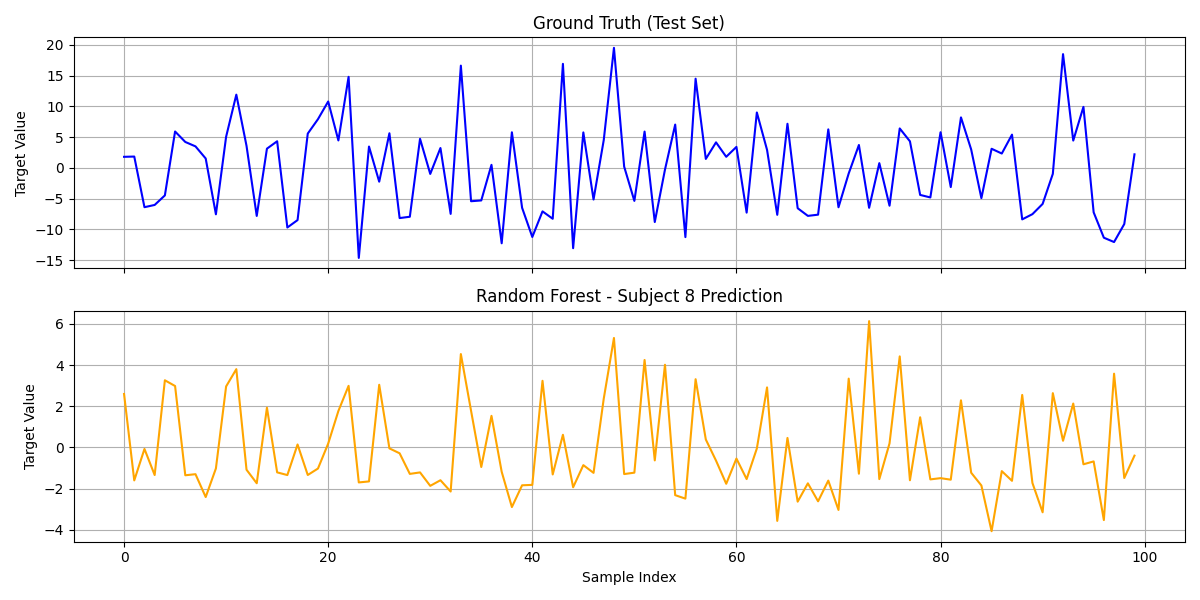 Ground Truth (Test Set)
Target Value
20
15
10
5
0
−5
−10
−15
Random Forest - Subject 8 Prediction
Target Value
6
4
2
0
−2
−4
0 20 40 60 80 100
Sample Index